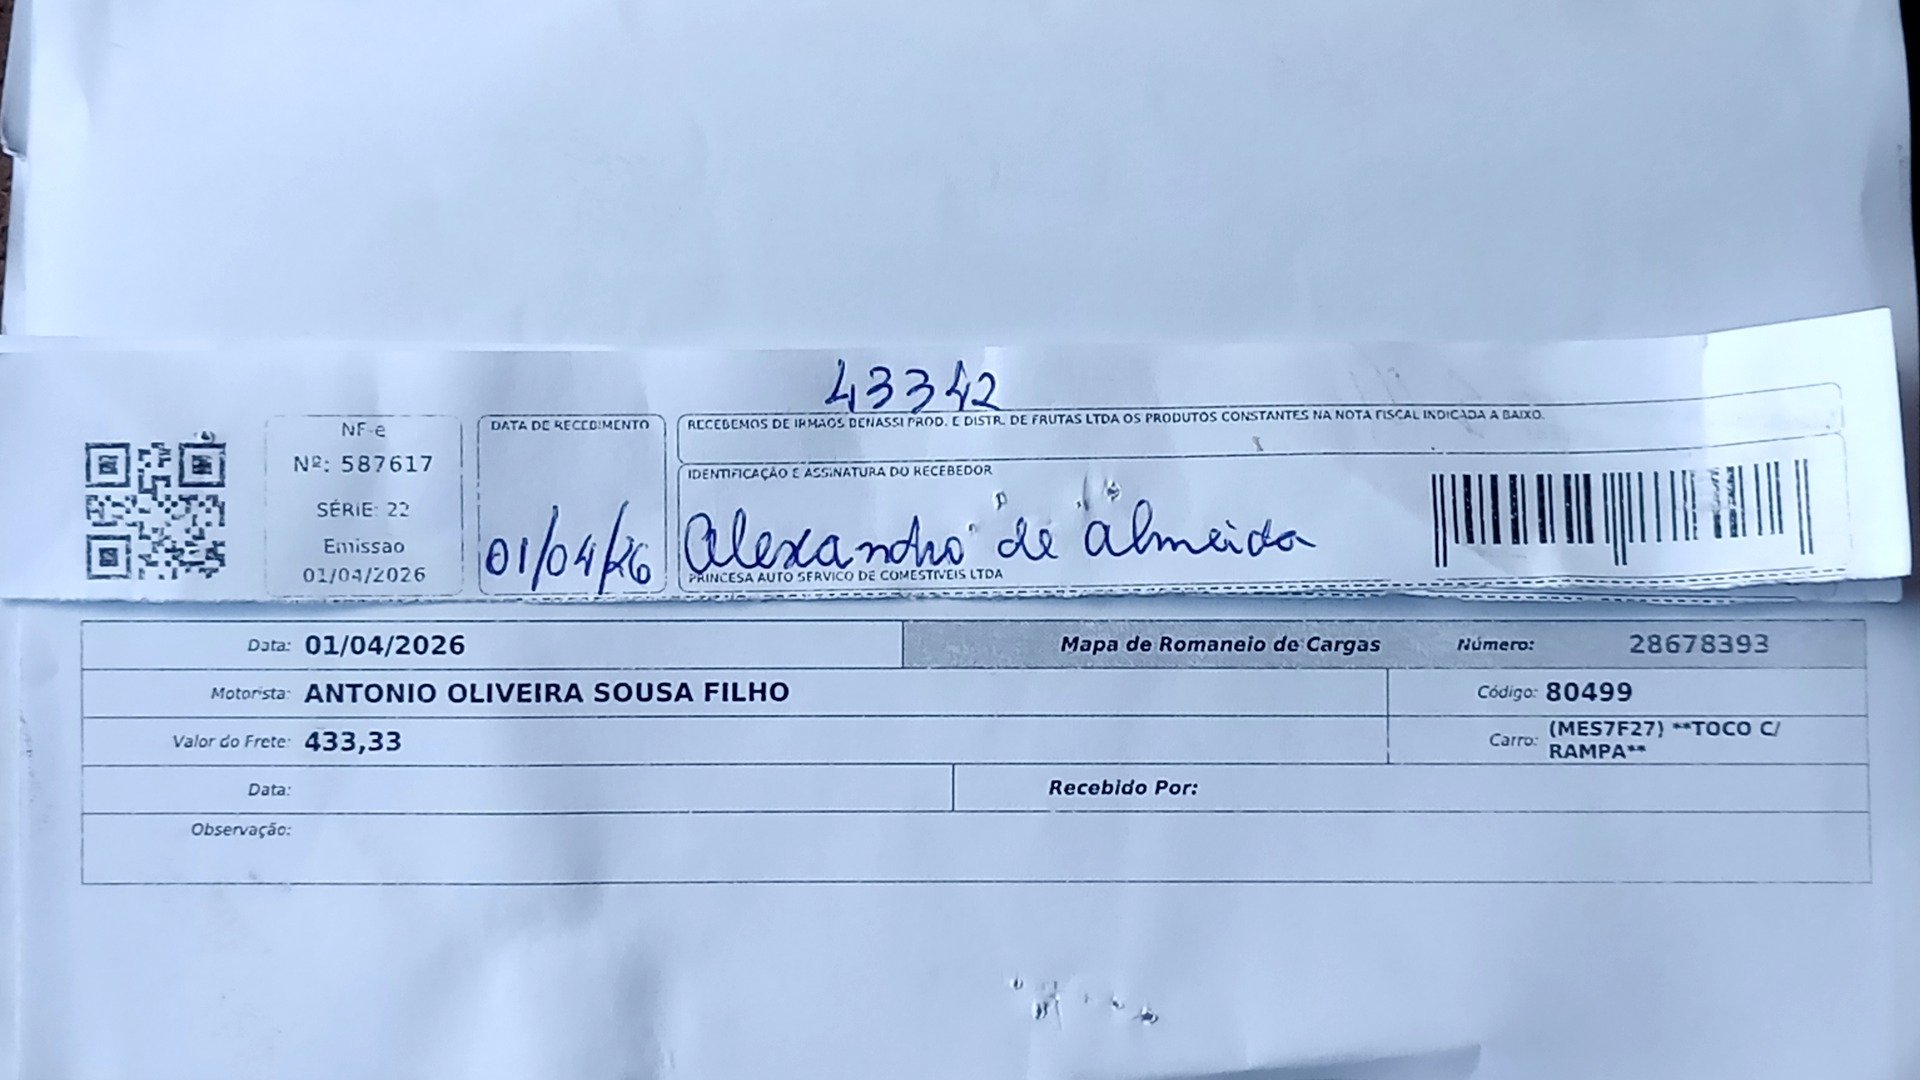 43342
NF-e
Nº: 587617
SÉRIE: 22
Emissao
01/04/2026
DATA DE RECEBIMENTO
01/04/26
RECEBEMOS DE IRMAOS BENASSI PROD. E DISTR. DE FRUTAS LTDA OS PRODUTOS CONSTANTES NA NOTA FISCAL INDICADA A BAIXO.
IDENTIFICAÇÃO E ASSINATURA DO RECEBEDOR
Alexandro de Almeida
PRINCESA AUTO SERVICO DE COMESTIVEIS LTDA
Data: 01/04/2026
Mapa de Romaneio de Cargas Número: 28678393
Motorista: ANTONIO OLIVEIRA SOUSA FILHO
Código: 80499
Valor do Frete: 433,33
Carro: (MES7F27) **TOCO C/
RAMPA**
Data:
Recebido Por:
Observação: